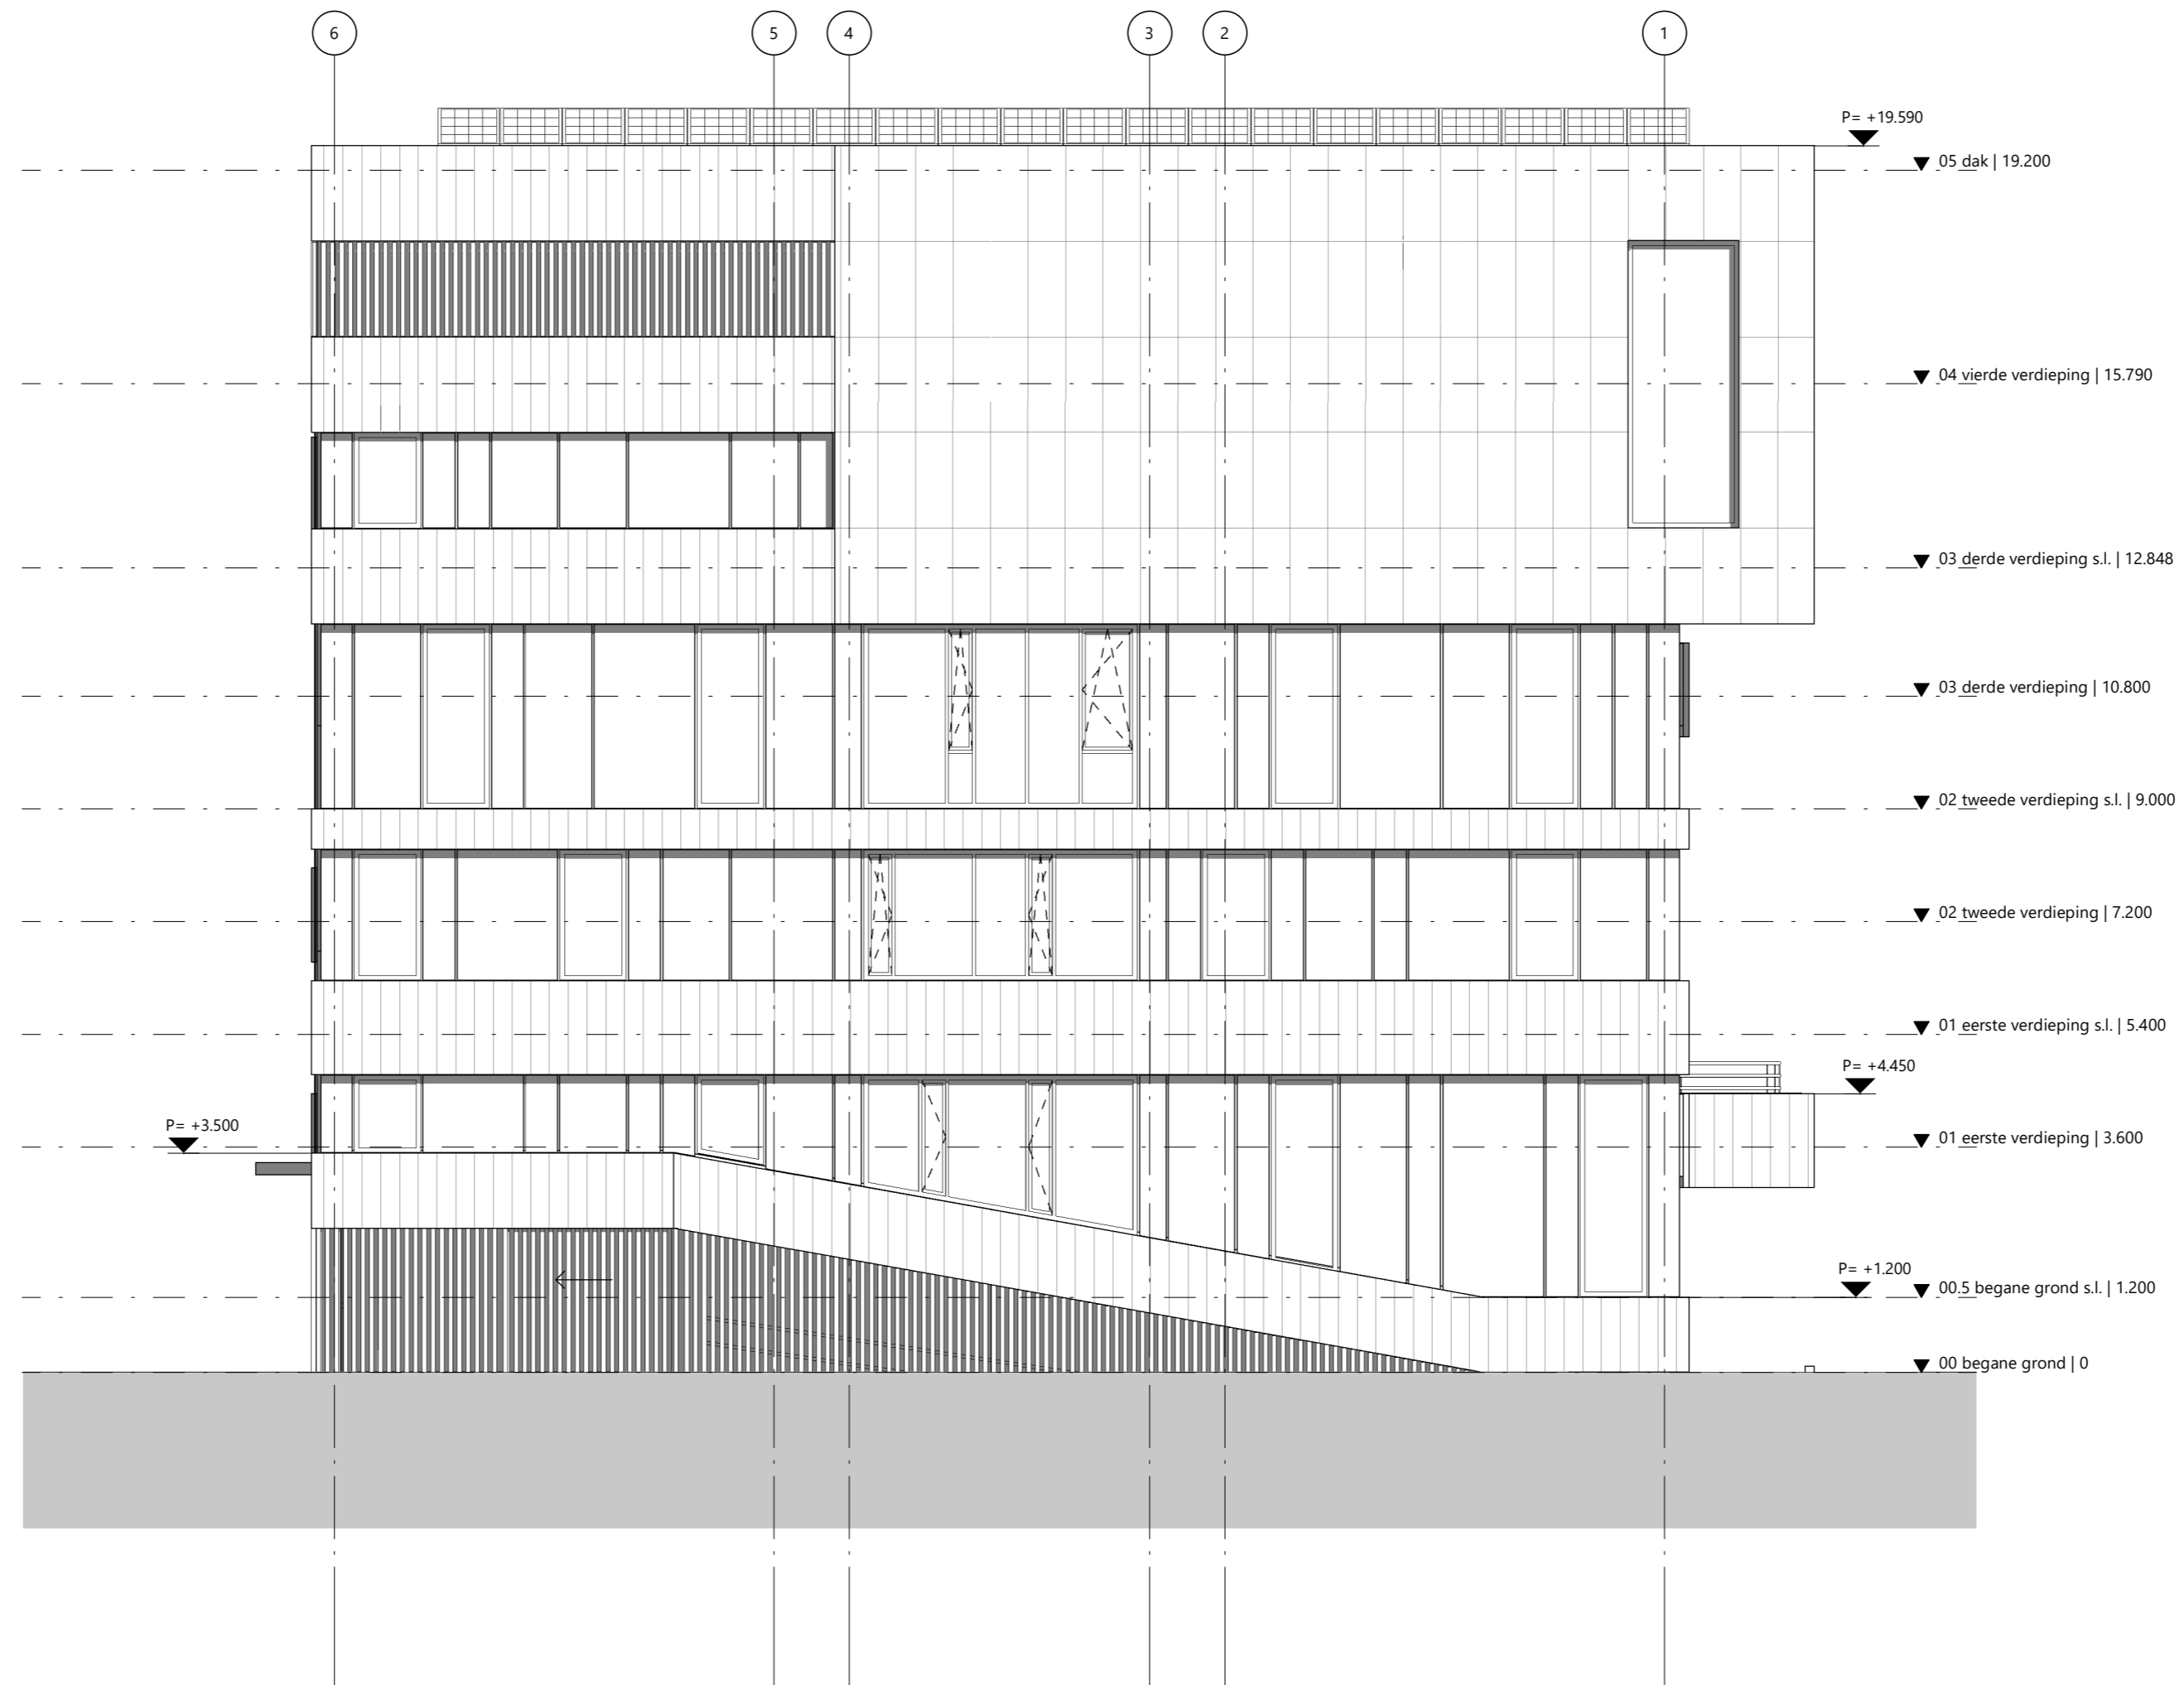 6
5
4
3
2
1
P= +19.590
05 dak | 19.200
04 vierde verdieping | 15.790
03 derde verdieping s.l. | 12.848
03 derde verdieping | 10.800
02 tweede verdieping s.l. | 9.000
02 tweede verdieping | 7.200
01 eerste verdieping s.l. | 5.400
P= +4.450
P= +3.500
01 eerste verdieping | 3.600
P= +1.200
00.5 begane grond s.l. | 1.200
00 begane grond | 0